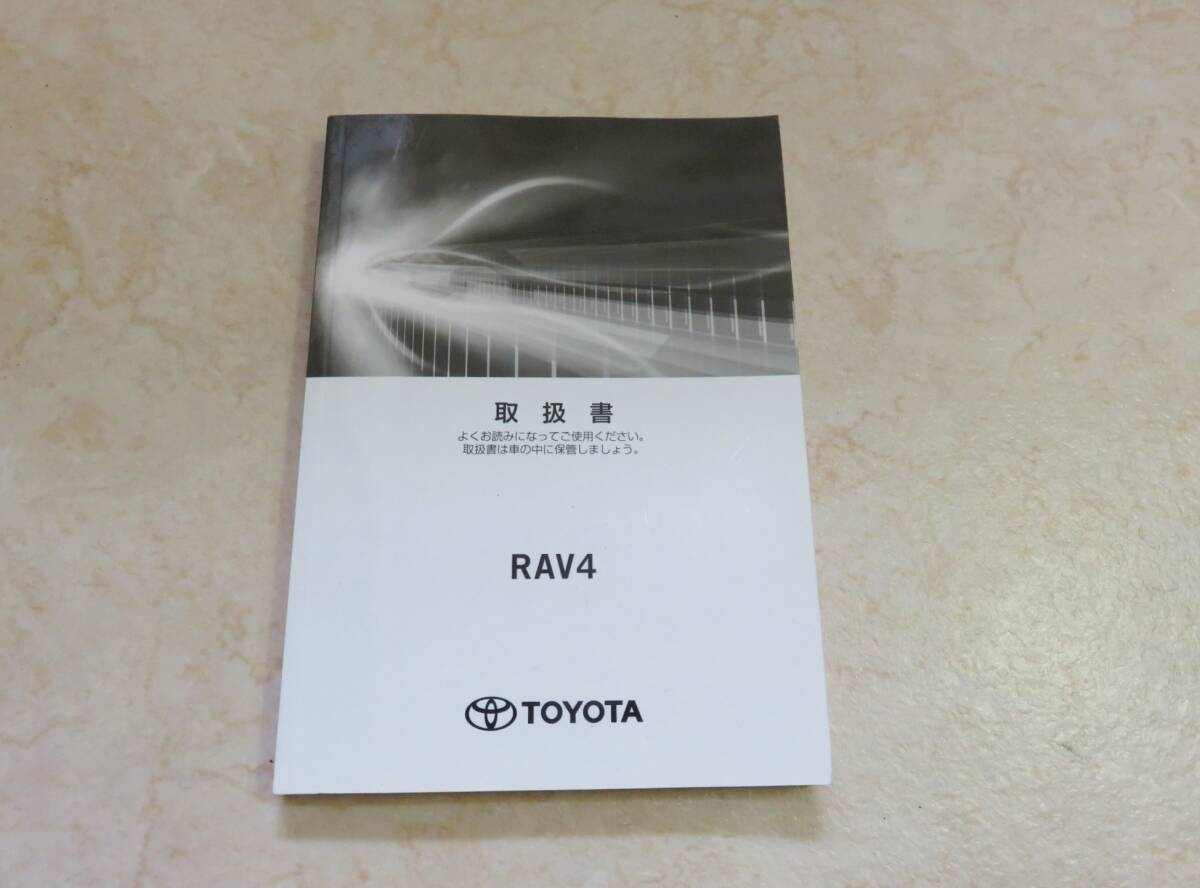 取扱書
よくお読みになってご使用ください。
取扱書は車の中に保管しましょう。
RAV4
TOYOTA